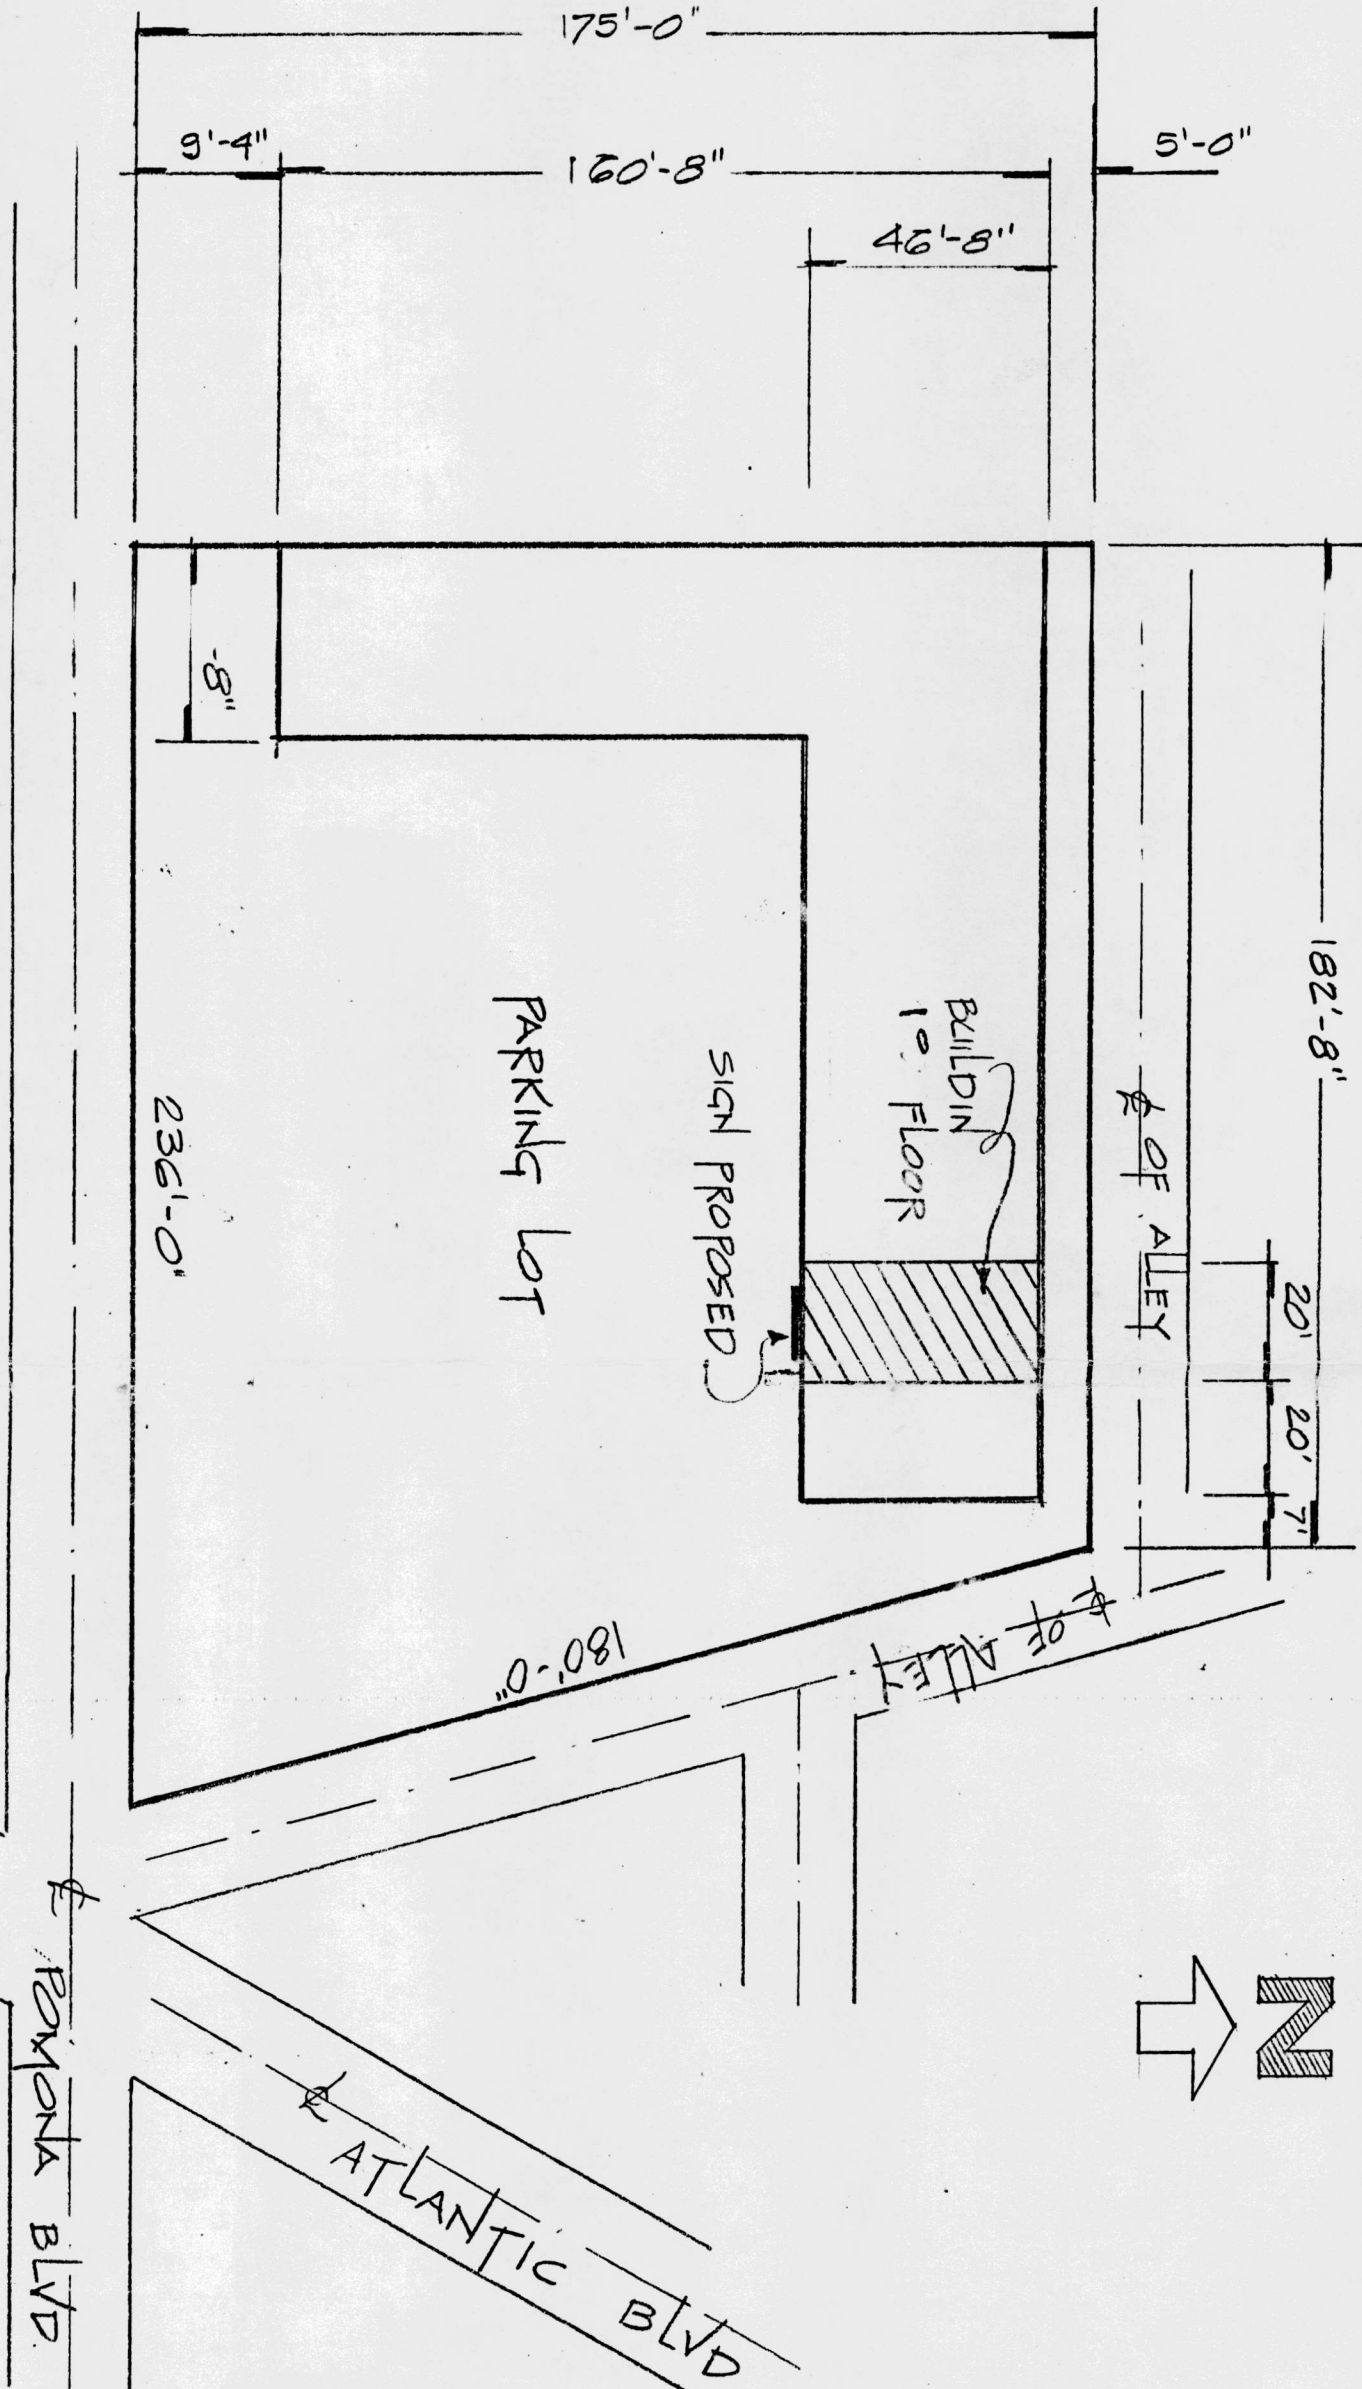 175'-0"
9'-4"
160'-8"
5'-0"
46'-8"
-8"
182'-8"
20'
20'
7'
℄ OF ALLEY
BUILDIN
1º FLOOR
SIGN PROPOSED
PARKING LOT
236'-0"
180'-0"
℄ OF ALLEY
N
℄ POMONA BLVD.
℄ ATLANTIC BLVD